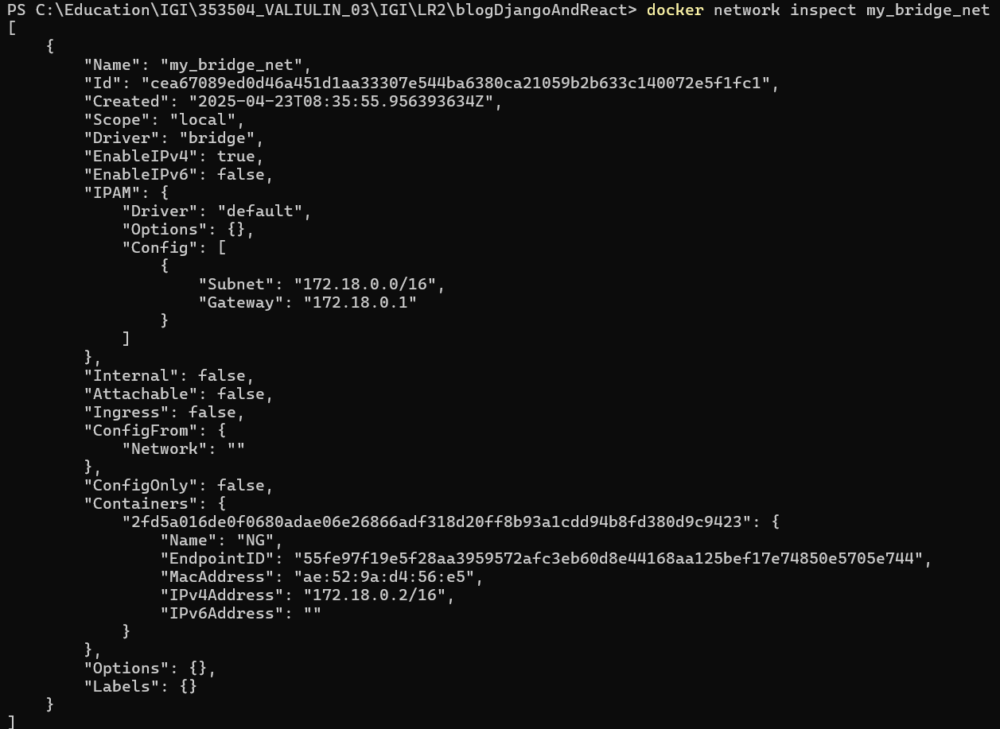 PS C:\Education\IGI\353504_VALIULIN_03\IGI\LR2\blogDjangoAndReact> docker network inspect my_bridge_net
[
    {
        "Name": "my_bridge_net",
        "Id": "cea67089ed0d46a451d1aa33307e544ba6380ca21059b2b633c140072e5f1fc1",
        "Created": "2025-04-23T08:35:55.956393634Z",
        "Scope": "local",
        "Driver": "bridge",
        "EnableIPv4": true,
        "EnableIPv6": false,
        "IPAM": {
            "Driver": "default",
            "Options": {},
            "Config": [
                {
                    "Subnet": "172.18.0.0/16",
                    "Gateway": "172.18.0.1"
                }
            ]
        },
        "Internal": false,
        "Attachable": false,
        "Ingress": false,
        "ConfigFrom": {
            "Network": ""
        },
        "ConfigOnly": false,
        "Containers": {
            "2fd5a016de0f0680adae06e26866adf318d20ff8b93a1cdd94b8fd380d9c9423": {
                "Name": "NG",
                "EndpointID": "55fe97f19e5f28aa3959572afc3eb60d8e44168aa125bef17e74850e5705e744",
                "MacAddress": "ae:52:9a:d4:56:e5",
                "IPv4Address": "172.18.0.2/16",
                "IPv6Address": ""
            }
        },
        "Options": {},
        "Labels": {}
    }
]